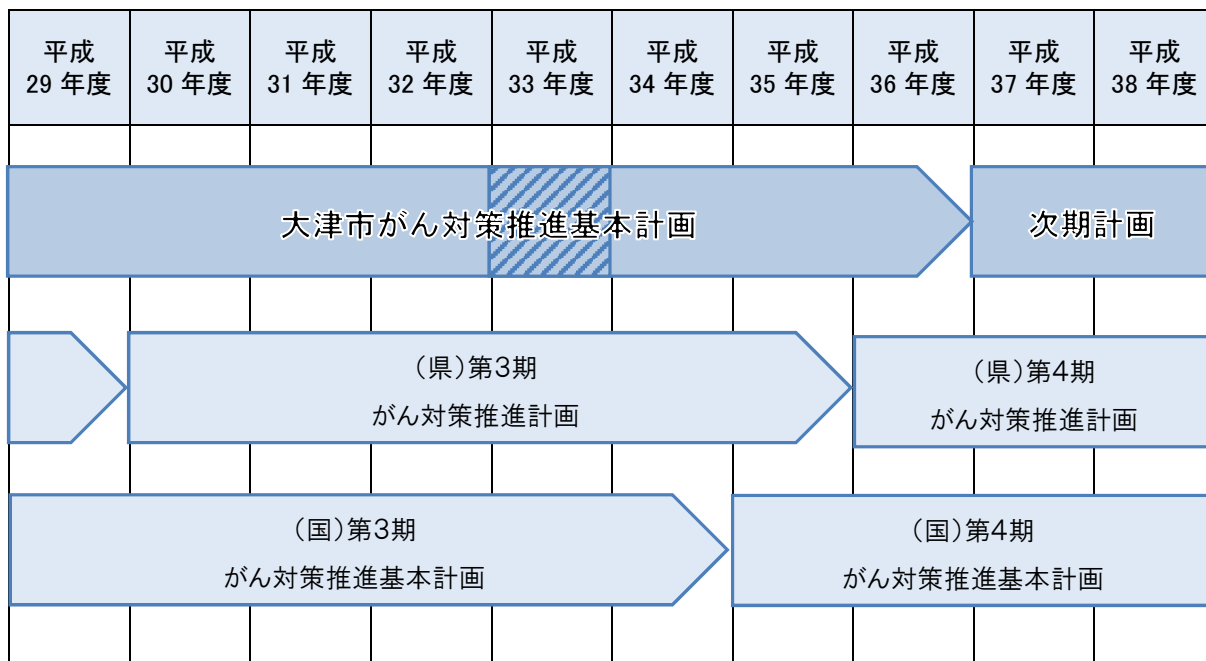 平成 平成 平成 平成 平成 平成 平成 平成 平成 平成
29 年度 30 年度 31 年度 32 年度 33 年度 34 年度 35 年度 36 年度 37 年度 38 年度
大津市がん対策推進基本計画 次期計画
（県）第3期
がん対策推進計画
（県）第4期
がん対策推進計画
（国）第3期
がん対策推進基本計画
（国）第4期
がん対策推進基本計画